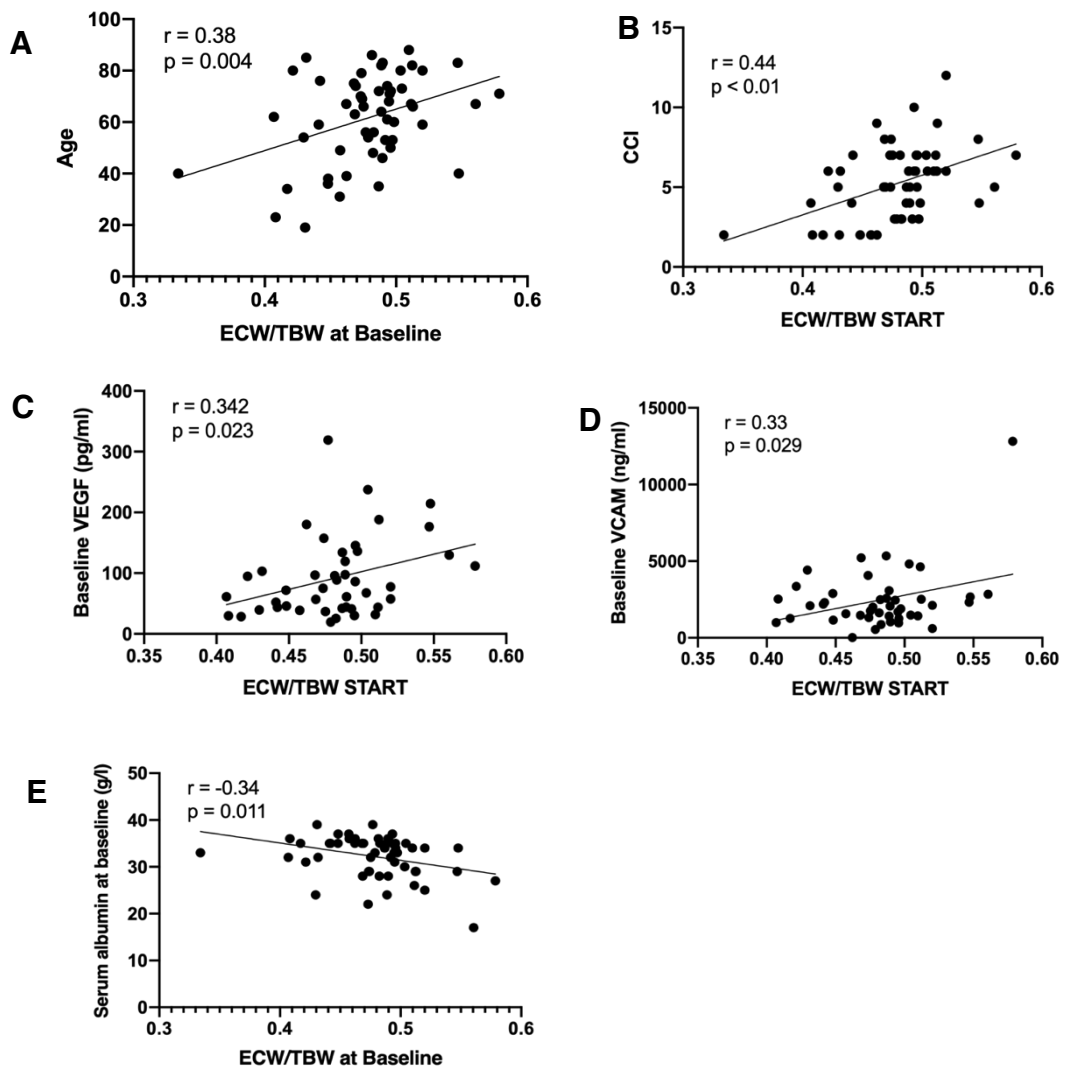 A
r = 0.38
p = 0.004
Age
100
80
60
40
20
0
0.3 0.4 0.5 0.6
ECW/TBW at Baseline
B
r = 0.44
p < 0.01
CCI
15
10
5
0
0.3 0.4 0.5 0.6
ECW/TBW START
C
r = 0.342
p = 0.023
Baseline VEGF (pg/ml)
400
300
200
100
0
0.35 0.40 0.45 0.50 0.55 0.60
ECW/TBW START
D
r = 0.33
p = 0.029
Baseline VCAM (ng/ml)
15000
10000
5000
0
0.35 0.40 0.45 0.50 0.55 0.60
ECW/TBW START
E
r = -0.34
p = 0.011
Serum albumin at baseline (g/l)
50
40
30
20
10
0
0.3 0.4 0.5 0.6
ECW/TBW at Baseline